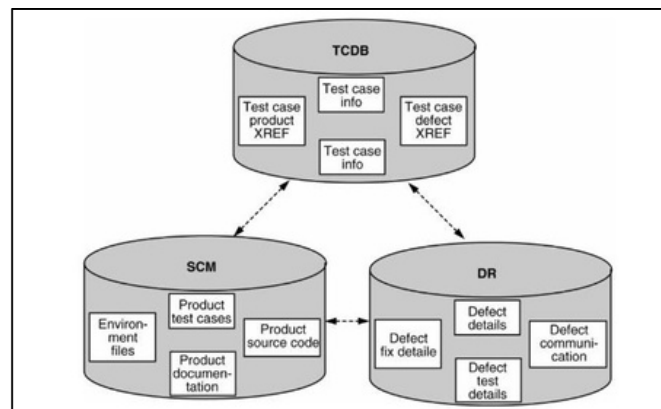 TCDB
Test case
info
Test case
product
XREF
Test case
defect
XREF
Test case
info
SCM
Product
test cases
Environ-
ment
files
Product
source code
Product
documen-
tation
DR
Defect
details
Defect
fix detaile
Defect
communi-
cation
Defect
test
details